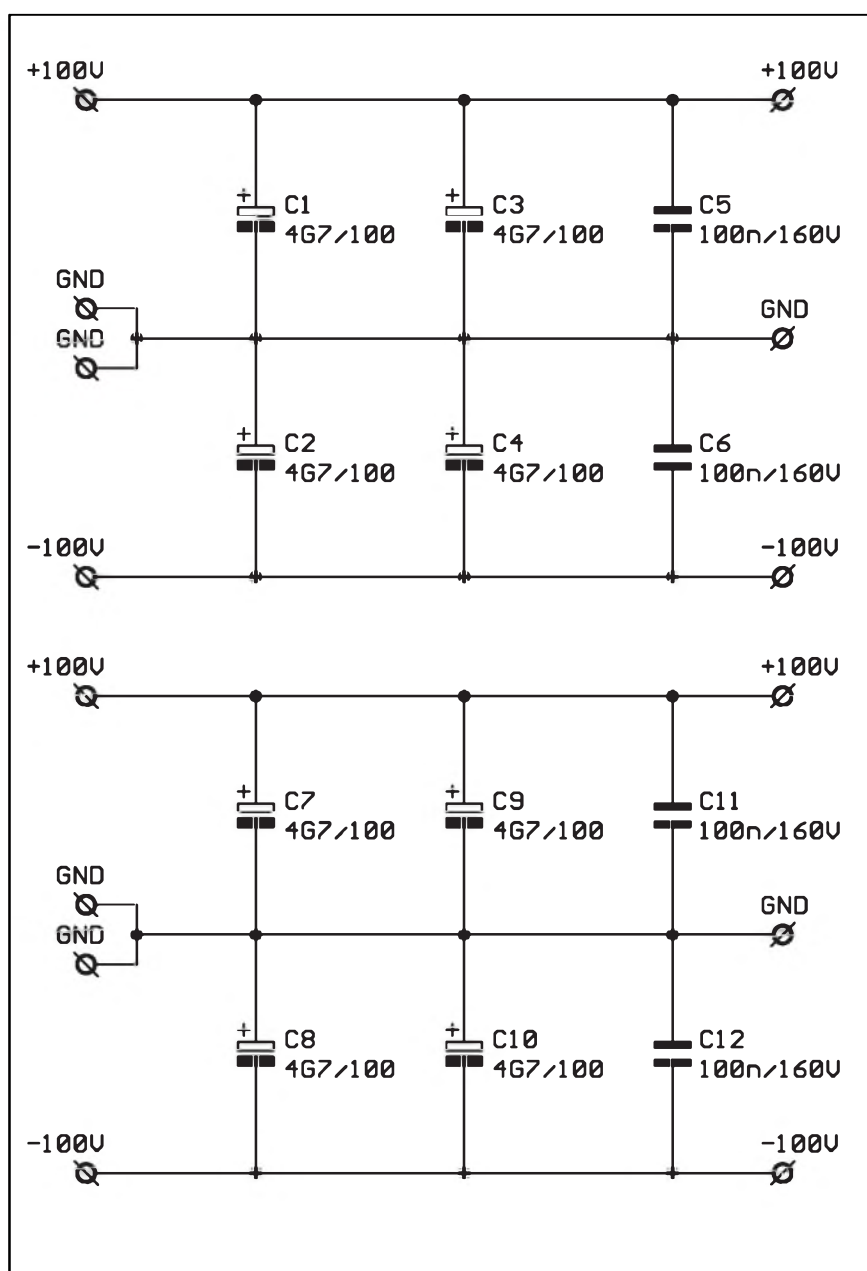 +100V +100V
C1 C3 C5
4G7/100 4G7/100 100n/160V
GND
GND
GND
C2 C4 C6
4G7/100 4G7/100 100n/160V
-100V -100V
+100V +100V
C7 C9 C11
4G7/100 4G7/100 100n/160V
GND
GND
GND
C8 C10 C12
4G7/100 4G7/100 100n/160V
-100V -100V